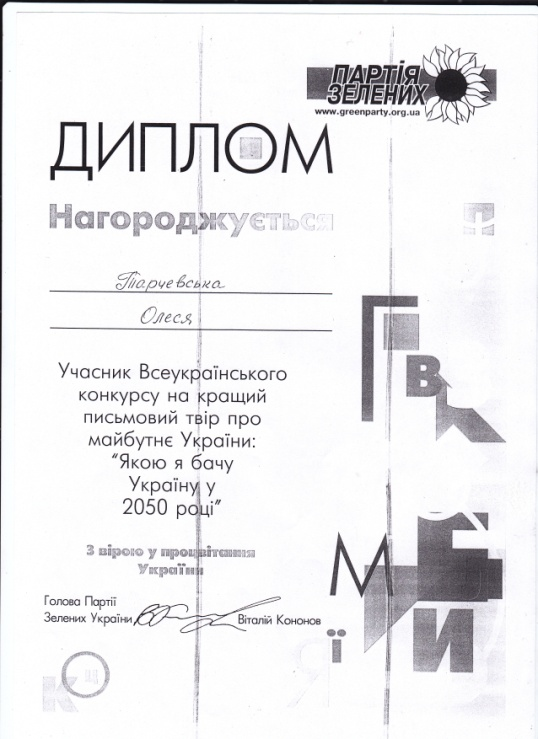 ПАРТІЯ
ЗЕЛЕНИХ
www.greenparty.org.ua
ДИПЛОМ
Нагороджується
Тарчевська
Олеся
Учасник Всеукраїнського
конкурсу на кращий
письмовий твір про
майбутнє України:
“Якою я бачу
Україну у
2050 році”
З вірою у процвітання
України
Голова Партії
Зелених України
Віталій Кононов
П
Г
В
К
М
Е
И
Ї
Я
К
Ц